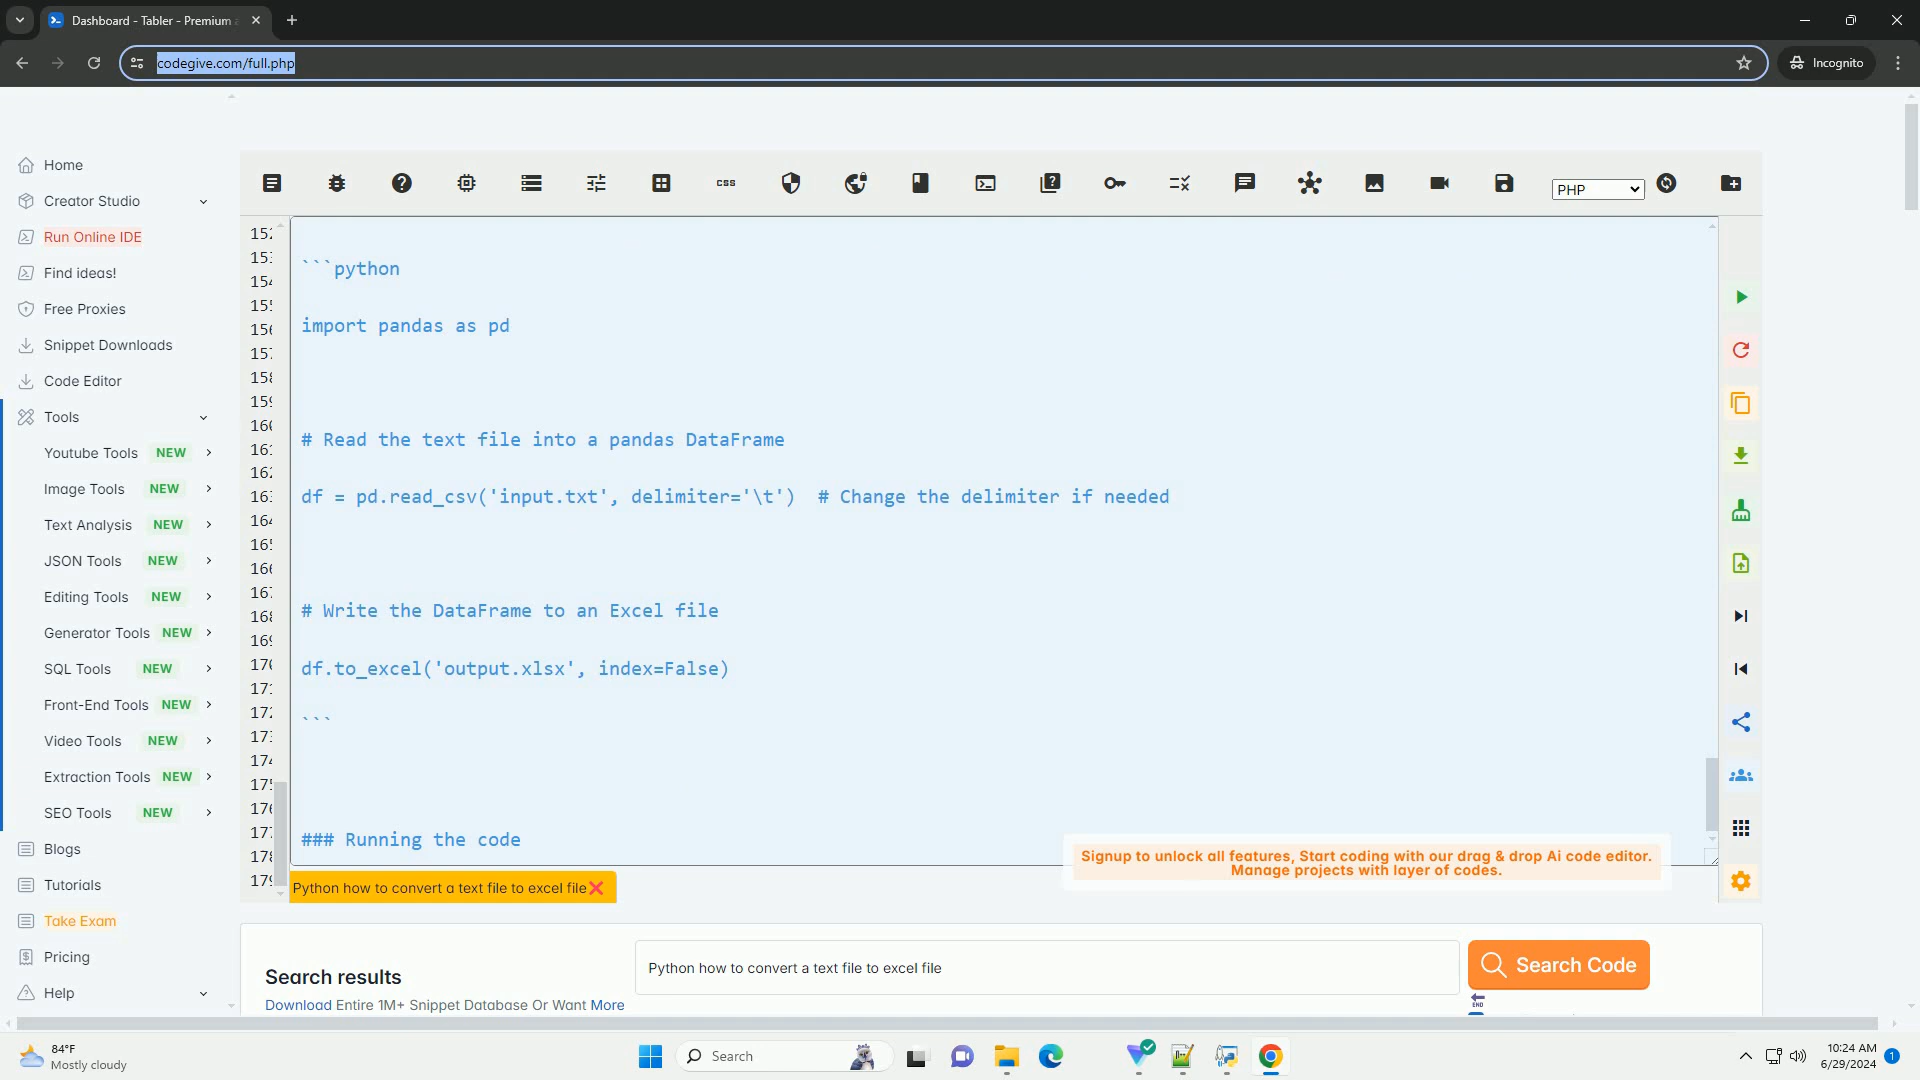 Dashboard - Tabler - Premium
codegive.com/full.php
Incognito
Home
Creator Studio
Run Online IDE
Find ideas!
Free Proxies
Snippet Downloads
Code Editor
Tools
Youtube Tools NEW
Image Tools NEW
Text Analysis NEW
JSON Tools NEW
Editing Tools NEW
Generator Tools NEW
SQL Tools NEW
Front-End Tools NEW
Video Tools NEW
Extraction Tools NEW
SEO Tools NEW
Blogs
Tutorials
Take Exam
Pricing
Help
css
PHP
```python
import pandas as pd
# Read the text file into a pandas DataFrame
df = pd.read_csv('input.txt', delimiter='\t')  # Change the delimiter if needed
# Write the DataFrame to an Excel file
df.to_excel('output.xlsx', index=False)
```
### Running the code
Signup to unlock all features, Start coding with our drag & drop Ai code editor.
Manage projects with layer of codes.
Python how to convert a text file to excel file
Search results
Download Entire 1M+ Snippet Database Or Want More
Python how to convert a text file to excel file
Search Code
END
84°F
Mostly cloudy
Search
10:24 AM
6/29/2024
1